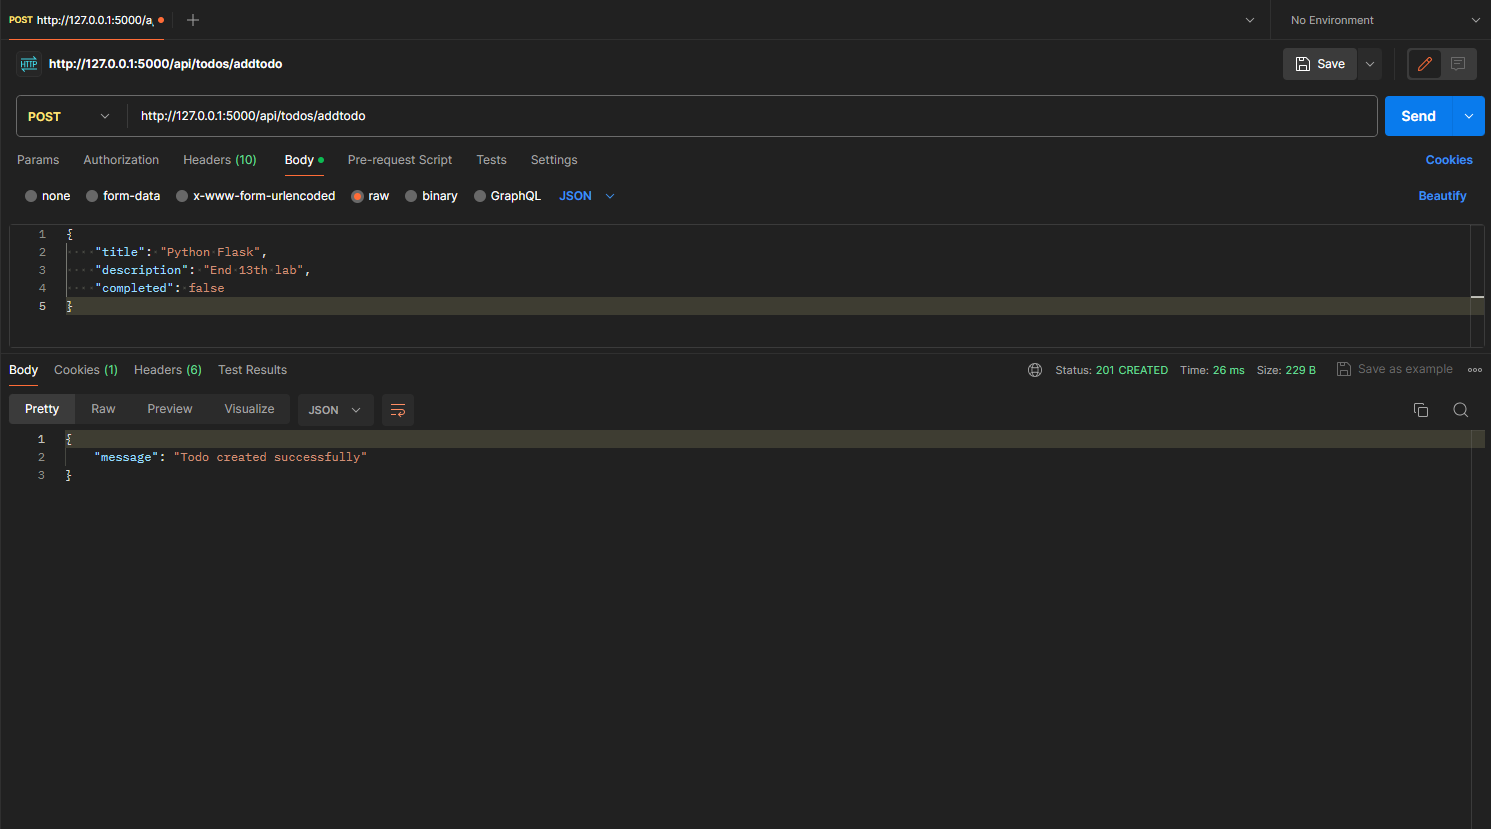 POST http://127.0.0.1:5000/a
No Environment
HTTP http://127.0.0.1:5000/api/todos/addtodo
Save
POST http://127.0.0.1:5000/api/todos/addtodo
Send
Params Authorization Headers (10) Body Pre-request Script Tests Settings Cookies
none form-data x-www-form-urlencoded raw binary GraphQL JSON Beautify
1 {
2 "title": "Python Flask",
3 "description": "End 13th lab",
4 "completed": false
5 }
Body Cookies (1) Headers (6) Test Results Status: 201 CREATED Time: 26 ms Size: 229 B Save as example
Pretty Raw Preview Visualize JSON
1 {
2 "message": "Todo created successfully"
3 }